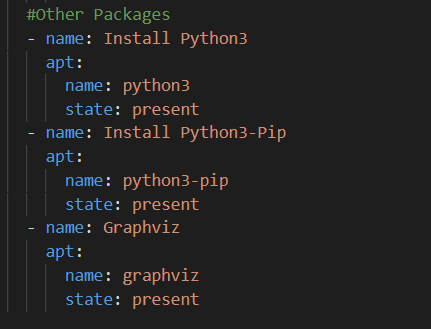 #Other Packages
- name: Install Python3
apt:
name: python3
state: present
- name: Install Python3-Pip
apt:
name: python3-pip
state: present
- name: Graphviz
apt:
name: graphviz
state: present